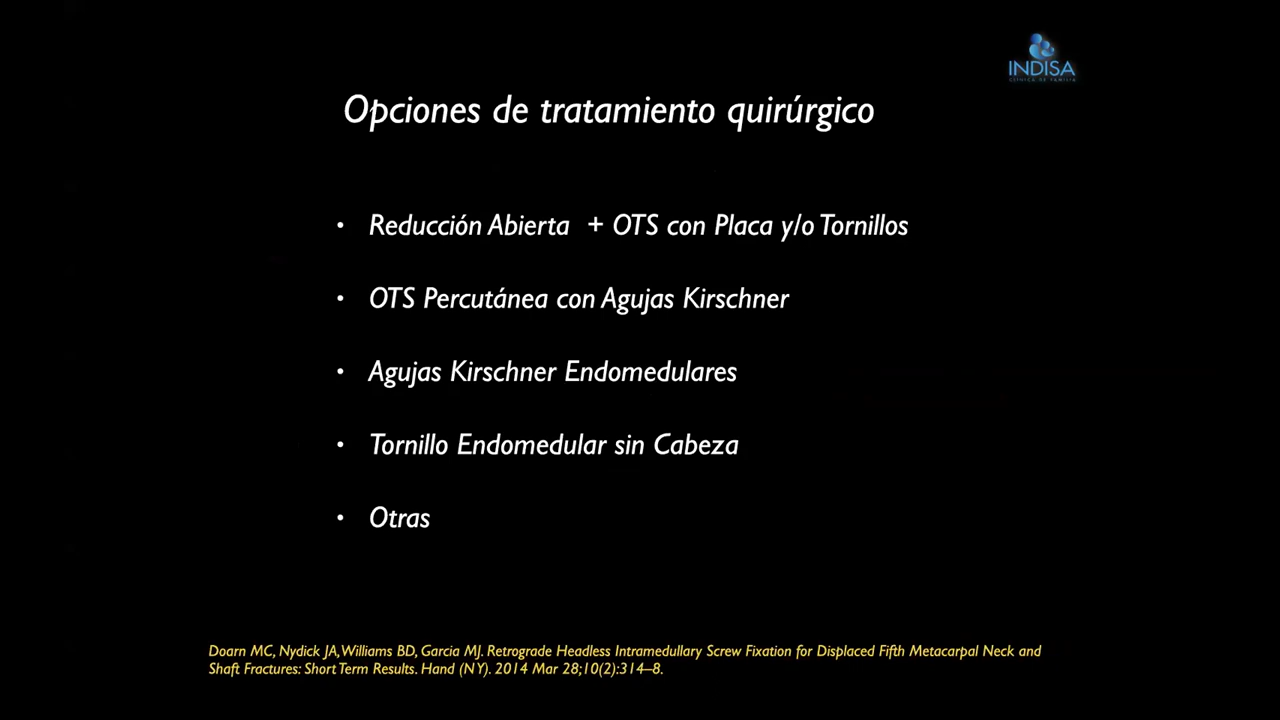 INDISA
CLÍNICA DE FAMILIA
Opciones de tratamiento quirúrgico
• Reducción Abierta + OTS con Placa y/o Tornillos
• OTS Percutánea con Agujas Kirschner
• Agujas Kirschner Endomedulares
• Tornillo Endomedular sin Cabeza
• Otras
Doarn MC, Nydick JA, Williams BD, Garcia MJ. Retrograde Headless Intramedullary Screw Fixation for Displaced Fifth Metacarpal Neck and
Shaft Fractures: Short Term Results. Hand (NY). 2014 Mar 28;10(2):314–8.